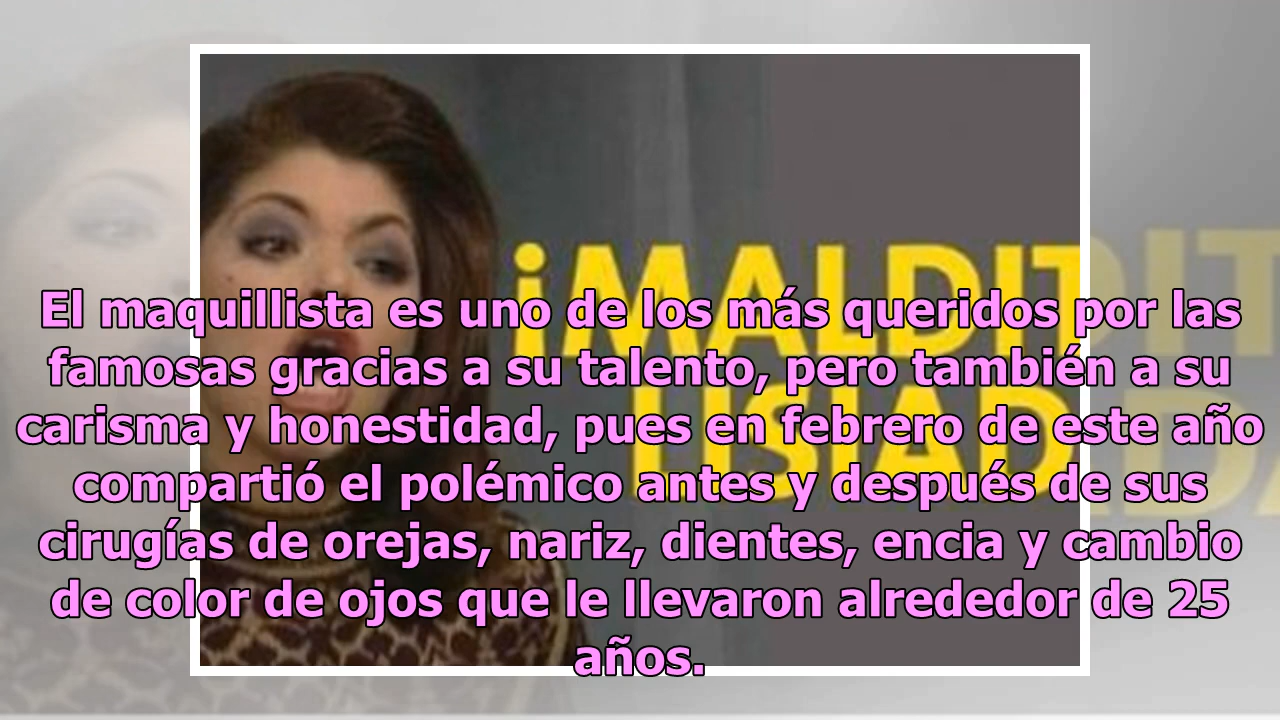 ¡MALDIT
LISIADA
El maquillista es uno de los más queridos por las
famosas gracias a su talento, pero también a su
carisma y honestidad, pues en febrero de este año
compartió el polémico antes y después de sus
cirugías de orejas, nariz, dientes, encia y cambio
de color de ojos que le llevaron alrededor de 25
años.